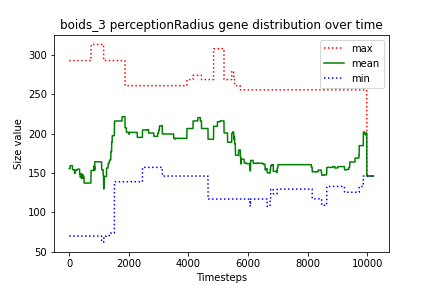 boids_3 perceptionRadius gene distribution over time
max
mean
min
Size value
300
250
200
150
100
50
0
2000
4000
6000
8000
10000
Timesteps